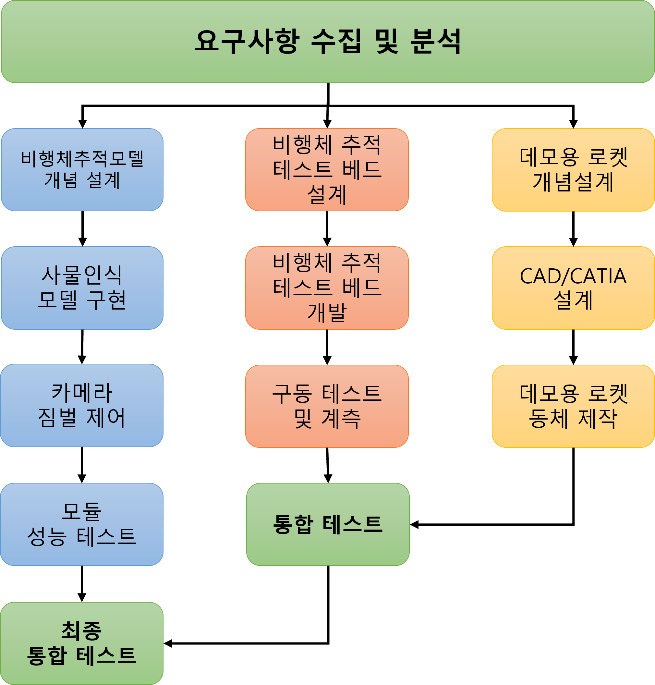 요구사항 수집 및 분석
비행체추적모델
개념 설계
비행체 추적
테스트 베드
설계
데모용 로켓
개념설계
사물인식
모델 구현
비행체 추적
테스트 베드
개발
CAD/CATIA
설계
카메라
짐벌 제어
구동 테스트
및 계측
데모용 로켓
동체 제작
모듈
성능 테스트
통합 테스트
최종
통합 테스트